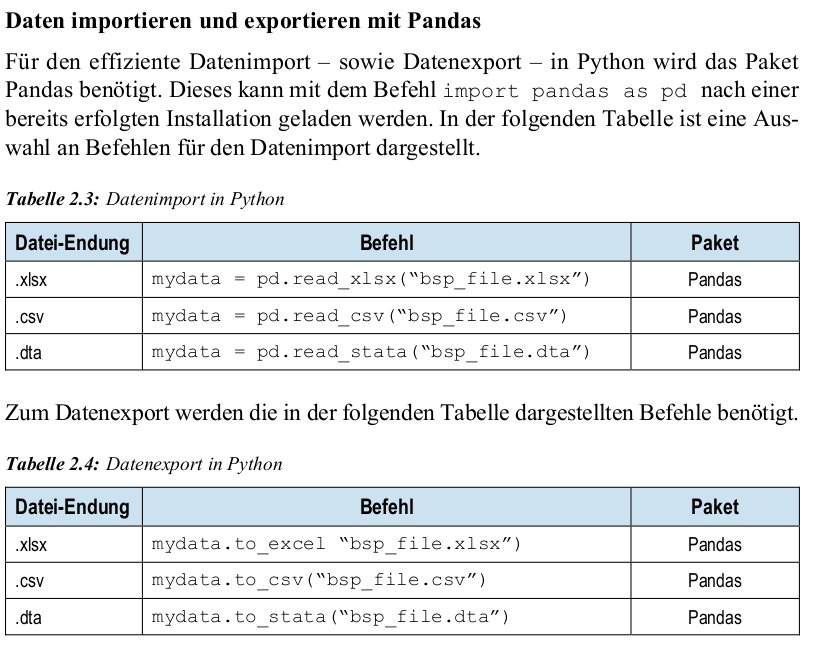 Daten importieren und exportieren mit Pandas
Für den effiziente Datenimport – sowie Datenexport – in Python wird das Paket
Pandas benötigt. Dieses kann mit dem Befehl import pandas as pd nach einer
bereits erfolgten Installation geladen werden. In der folgenden Tabelle ist eine Aus-
wahl an Befehlen für den Datenimport dargestellt.
Tabelle 2.3: Datenimport in Python
Datei-Endung Befehl Paket
.xlsx mydata = pd.read_xlsx(“bsp_file.xlsx”) Pandas
.csv mydata = pd.read_csv(“bsp_file.csv”) Pandas
.dta mydata = pd.read_stata(“bsp_file.dta”) Pandas
Zum Datenexport werden die in der folgenden Tabelle dargestellten Befehle benötigt.
Tabelle 2.4: Datenexport in Python
Datei-Endung Befehl Paket
.xlsx mydata.to_excel “bsp_file.xlsx”) Pandas
.csv mydata.to_csv(“bsp_file.csv”) Pandas
.dta mydata.to_stata(“bsp_file.dta”) Pandas